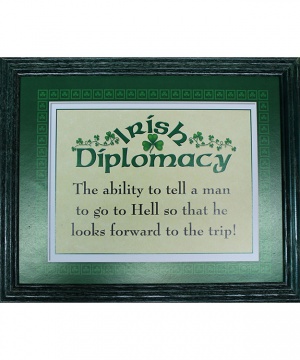 Irish
Diplomacy
The ability to tell a man
to go to Hell so that he
looks forward to the trip!